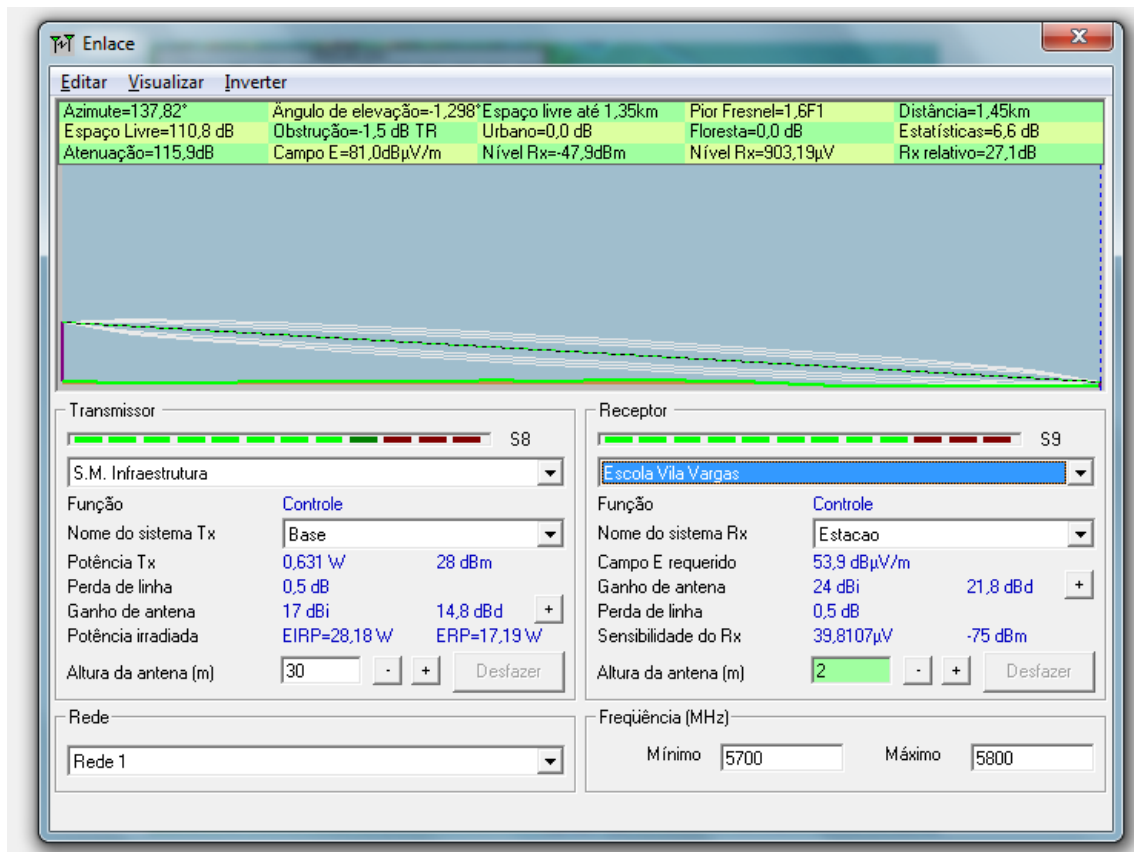 Enlace
Editar Visualizar Inverter
Azimute=137,82° Ângulo de elevação=-1,298° Espaço livre até 1,35km Pior Fresnel=1,6F1 Distância=1,45km
Espaço Livre=110,8 dB Obstrução=-1,5 dB TR Urbano=0,0 dB Floresta=0,0 dB Estatísticas=6,6 dB
Atenuação=115,9dB Campo E=81,0dBµV/m Nível Rx=-47,9dBm Nível Rx=903,19µV Rx relativo=27,1dB
Transmissor
S8
S.M. Infraestrutura
Função Controle
Nome do sistema Tx Base
Potência Tx 0,631 W 28 dBm
Perda de linha 0,5 dB
Ganho de antena 17 dBi 14,8 dBd +
Potência irradiada EIRP=28,18 W ERP=17,19 W
Altura da antena (m) 30 - + Desfazer
Rede
Rede 1
Receptor
S9
Escola Vila Vargas
Função Controle
Nome do sistema Rx Estacao
Campo E requerido 53,9 dBµV/m
Ganho de antena 24 dBi 21,8 dBd +
Perda de linha 0,5 dB
Sensibilidade do Rx 39,8107µV -75 dBm
Altura da antena (m) 2 - + Desfazer
Freqüência (MHz)
Mínimo 5700 Máximo 5800